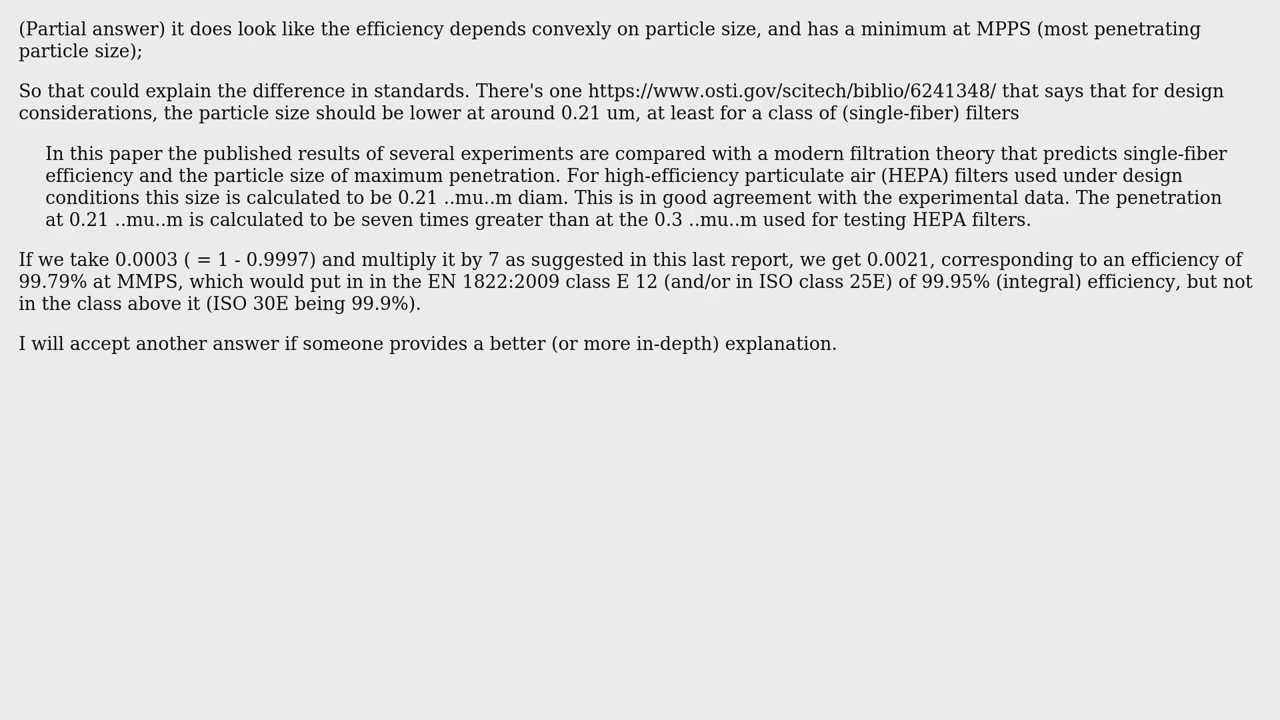 (Partial answer) it does look like the efficiency depends convexly on particle size, and has a minimum at MPPS (most penetrating
particle size);
So that could explain the difference in standards. There's one https://www.osti.gov/scitech/biblio/6241348/ that says that for design
considerations, the particle size should be lower at around 0.21 um, at least for a class of (single-fiber) filters
In this paper the published results of several experiments are compared with a modern filtration theory that predicts single-fiber
efficiency and the particle size of maximum penetration. For high-efficiency particulate air (HEPA) filters used under design
conditions this size is calculated to be 0.21 ..mu..m diam. This is in good agreement with the experimental data. The penetration
at 0.21 ..mu..m is calculated to be seven times greater than at the 0.3 ..mu..m used for testing HEPA filters.
If we take 0.0003 ( = 1 - 0.9997) and multiply it by 7 as suggested in this last report, we get 0.0021, corresponding to an efficiency of
99.79% at MMPS, which would put in in the EN 1822:2009 class E 12 (and/or in ISO class 25E) of 99.95% (integral) efficiency, but not
in the class above it (ISO 30E being 99.9%).
I will accept another answer if someone provides a better (or more in-depth) explanation.